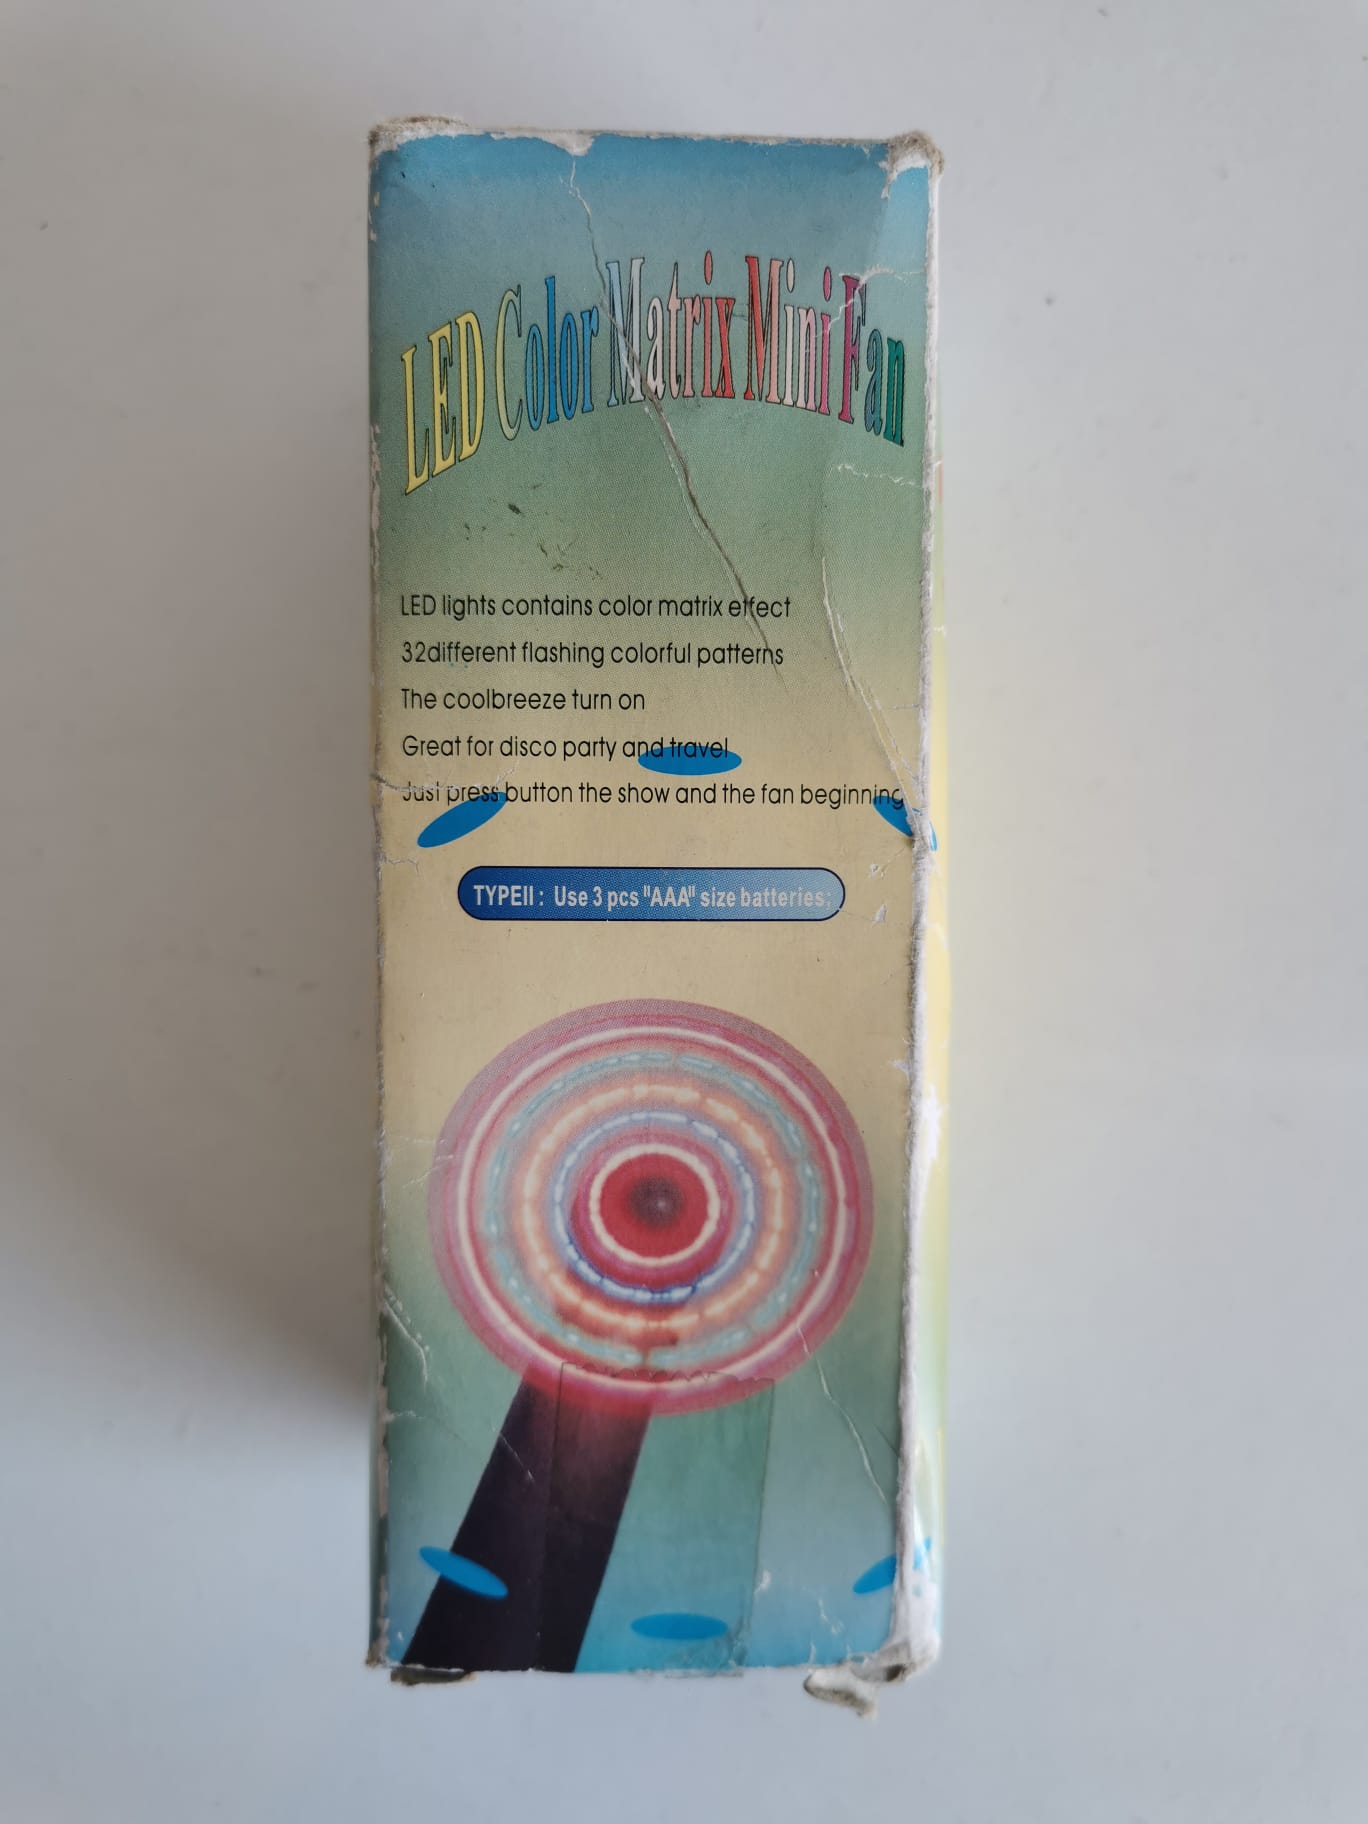 LED Color Matrix Mini Fan
LED lights contains color matrix effect
32different flashing colorful patterns
The coolbreeze turn on
Great for disco party and travel
Just press button the show and the fan beginning
TYPEII : Use 3 pcs "AAA" size batteries;